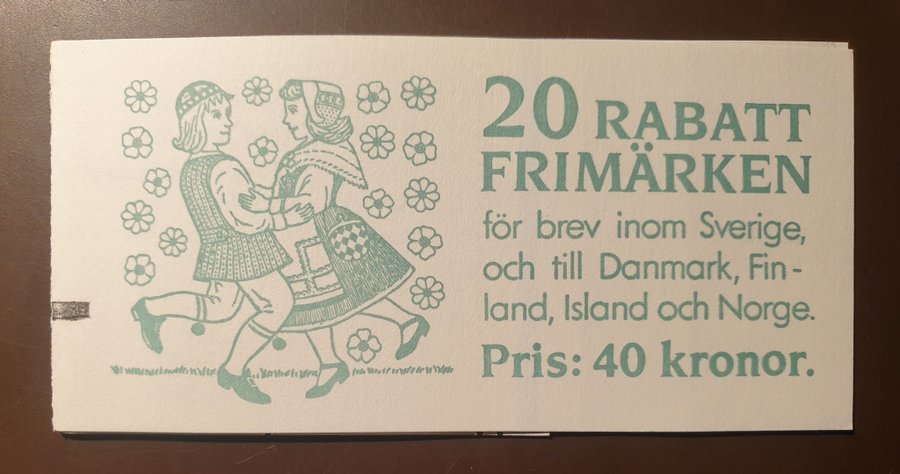 20 RABATT
FRIMÄRKEN
för brev inom Sverige,
och till Danmark, Fin-
land, Island och Norge.
Pris: 40 kronor.